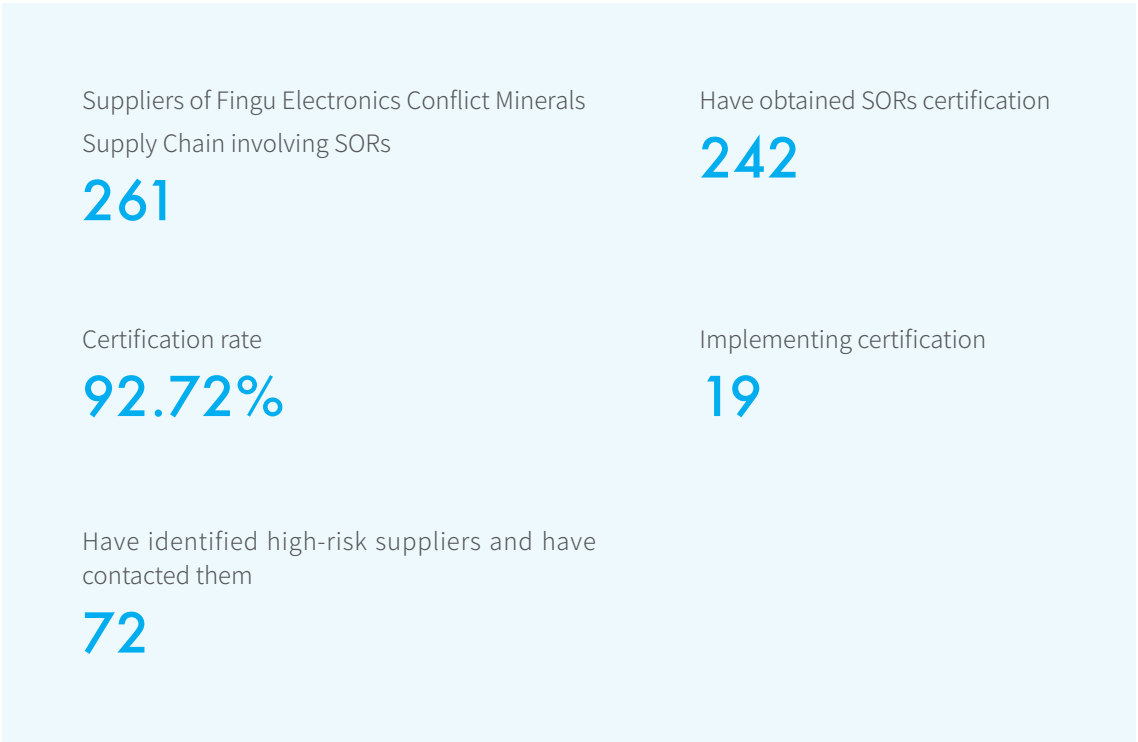 Suppliers of Fingu Electronics Conflict Minerals
Supply Chain involving SORs
261
Have obtained SORs certification
242
Certification rate
92.72%
Implementing certification
19
Have identified high-risk suppliers and have
contacted them
72